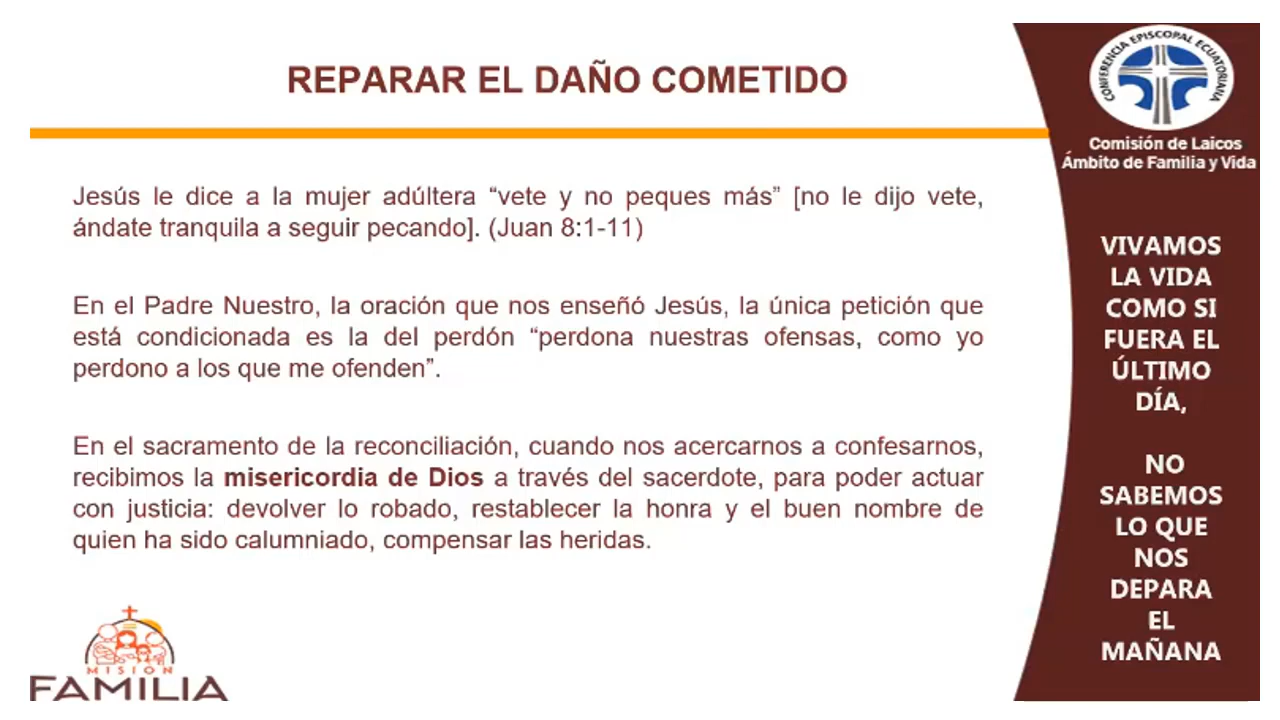 REPARAR EL DAÑO COMETIDO
CONFERENCIA EPISCOPAL ECUATORIANA
Comisión de Laicos
Ámbito de Familia y Vida
Jesús le dice a la mujer adúltera “vete y no peques más” [no le dijo vete,
ándate tranquila a seguir pecando]. (Juan 8:1-11)
En el Padre Nuestro, la oración que nos enseñó Jesús, la única petición que
está condicionada es la del perdón “perdona nuestras ofensas, como yo
perdono a los que me ofenden”.
En el sacramento de la reconciliación, cuando nos acercarnos a confesarnos,
recibimos la misericordia de Dios a través del sacerdote, para poder actuar
con justicia: devolver lo robado, restablecer la honra y el buen nombre de
quien ha sido calumniado, compensar las heridas.
VIVAMOS
LA VIDA
COMO SI
FUERA EL
ÚLTIMO
DÍA,
NO
SABEMOS
LO QUE
NOS
DEPARA
EL
MAÑANA
MISION
FAMILIA